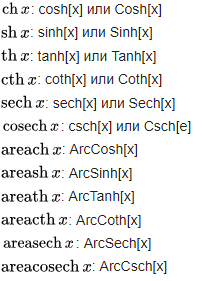 ch x: cosh[x] или Cosh[x]
sh x: sinh[x] или Sinh[x]
th x: tanh[x] или Tanh[x]
cth x: coth[x] или Coth[x]
sech x: sech[x] или Sech[x]
cosech x: csch[x] или Csch[e]
areach x: ArcCosh[x]
areash x: ArcSinh[x]
areath x: ArcTanh[x]
areacth x: ArcCoth[x]
areasech x: ArcSech[x]
areacosech x: ArcCsch[x]